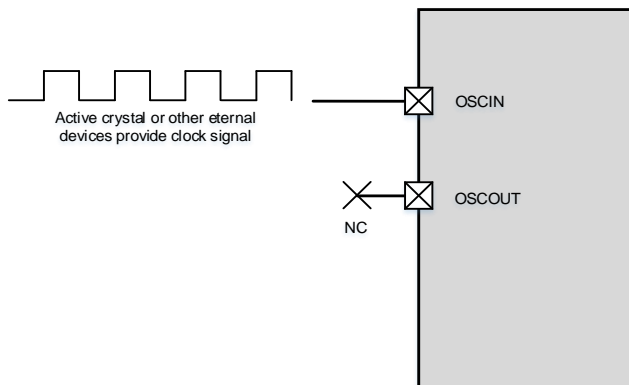 OSCIN
Active crystal or other eternal
devices provide clock signal
OSCOUT
NC